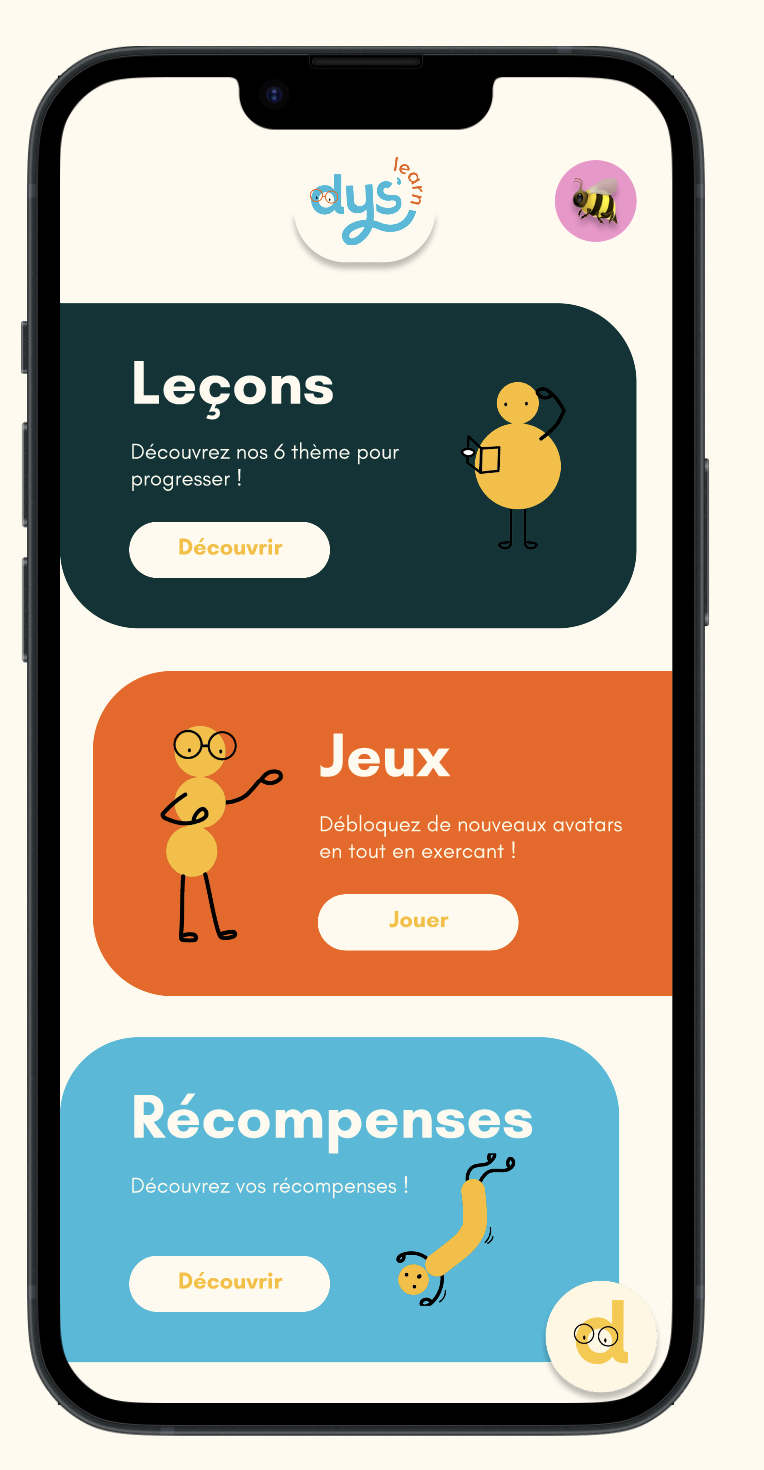 dys'
learn
Leçons
Découvrez nos 6 thème pour
progresser !
Découvrir
Jeux
Débloquez de nouveaux avatars
en tout en exercant !
Jouer
Récompenses
Découvrez vos récompenses !
Découvrir
d